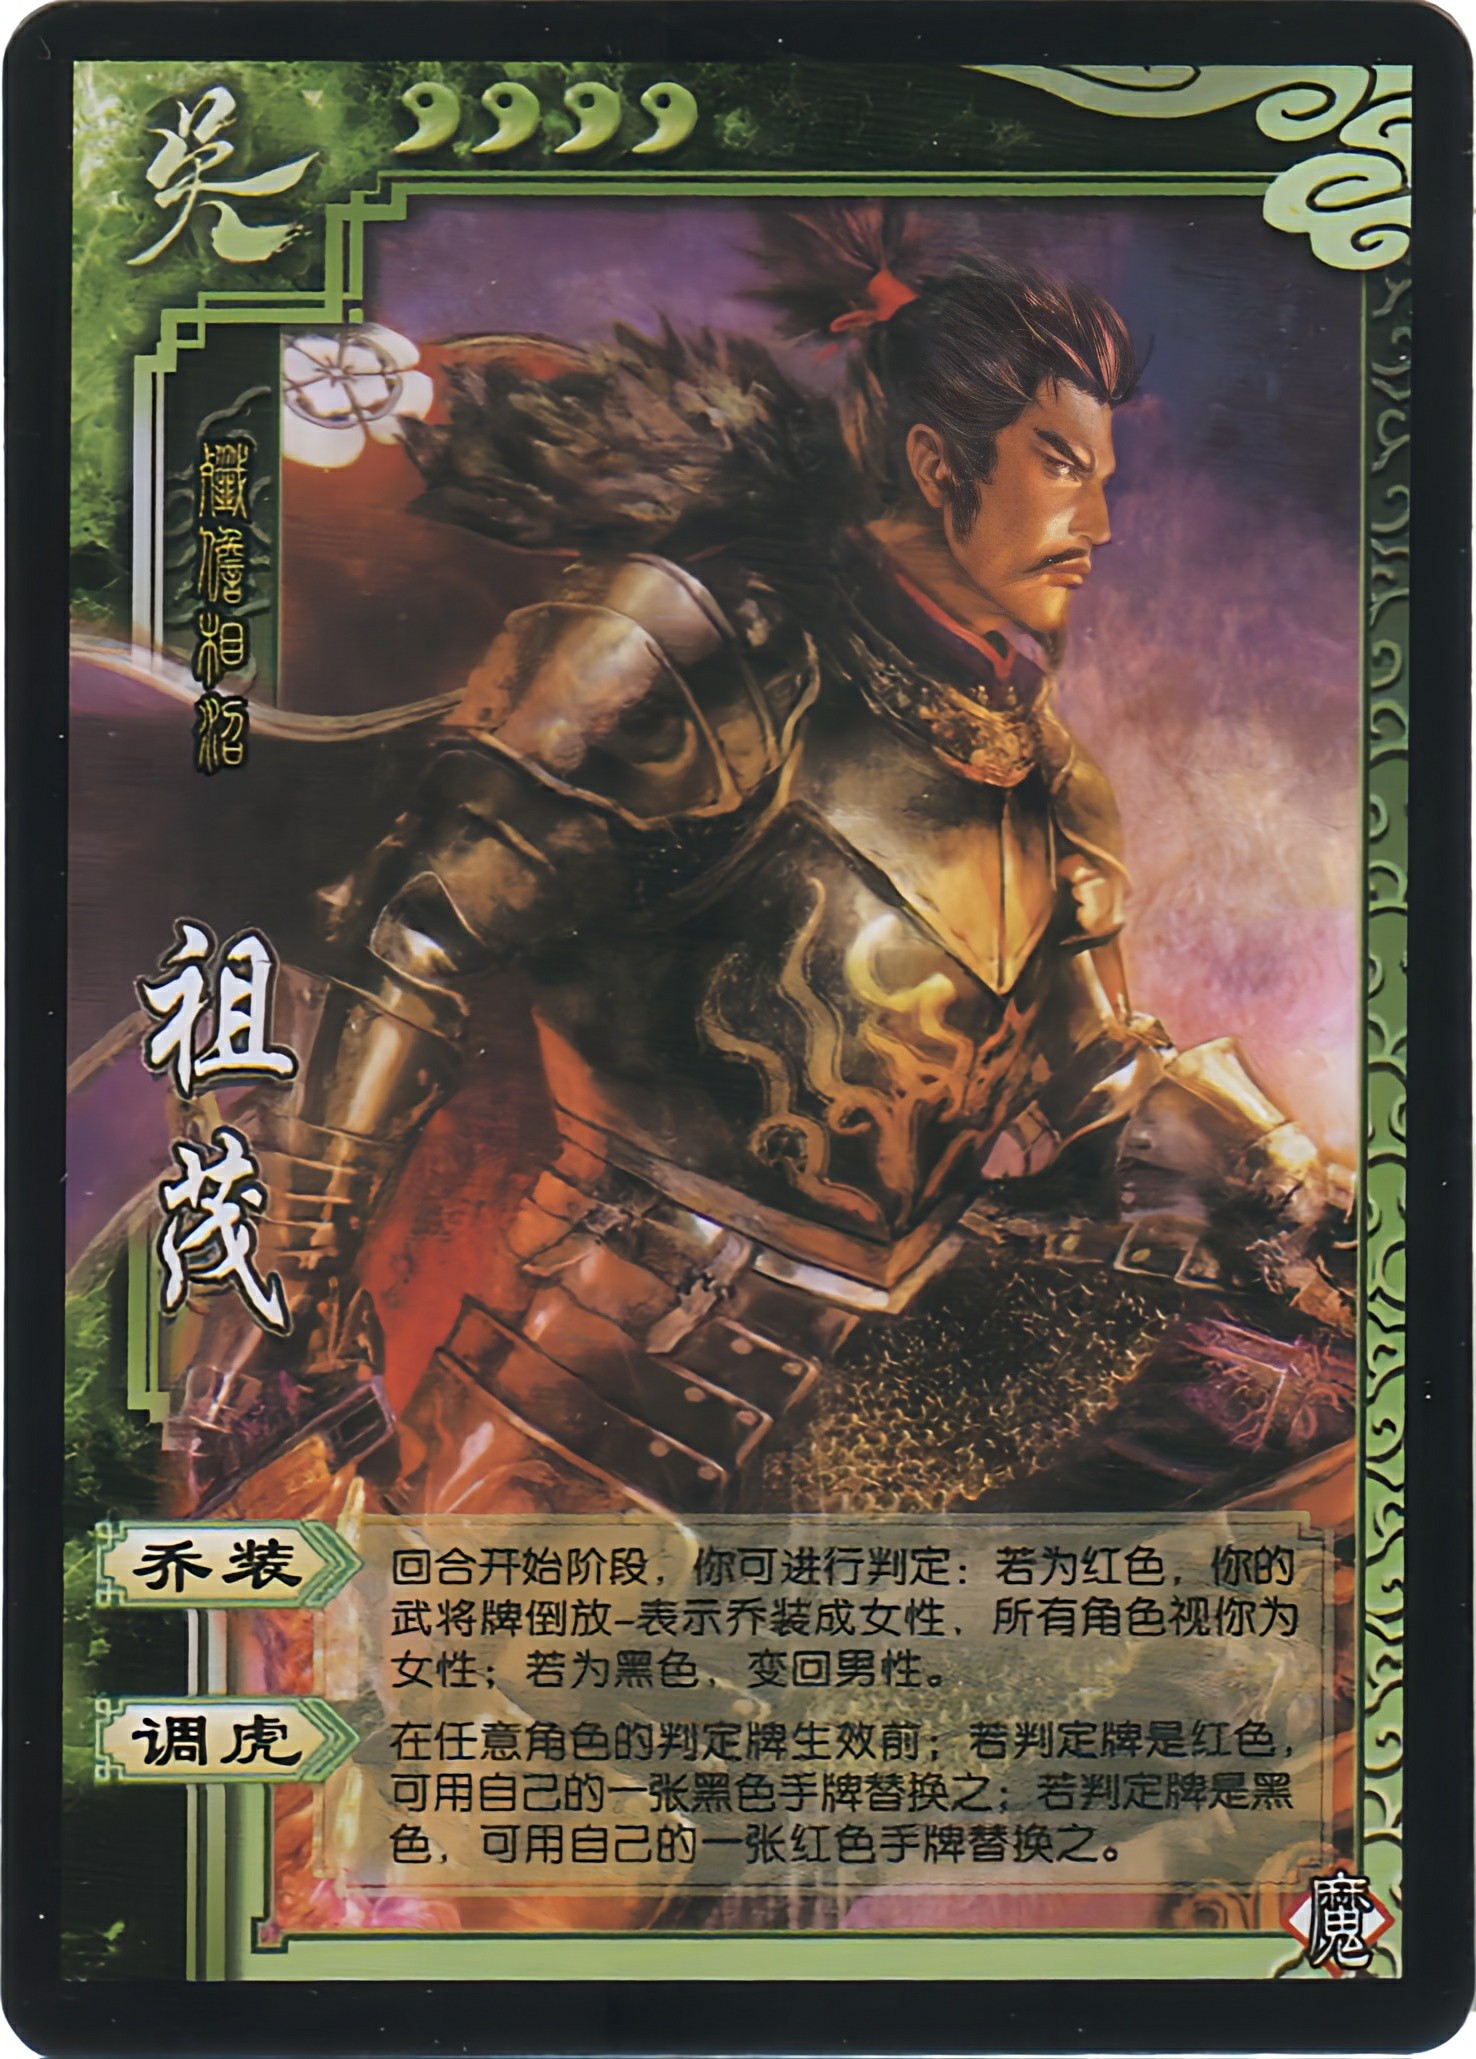 吴
祖茂
乔装
回合开始阶段，你可进行判定：若为红色，你的
武将牌倒放-表示乔装成女性，所有角色视你为
女性；若为黑色，变回男性。
调虎
在任意角色的判定牌生效前；若判定牌是红色，
可用自己的一张黑色手牌替换之；若判定牌是黑
色，可用自己的一张红色手牌替换之。
魔